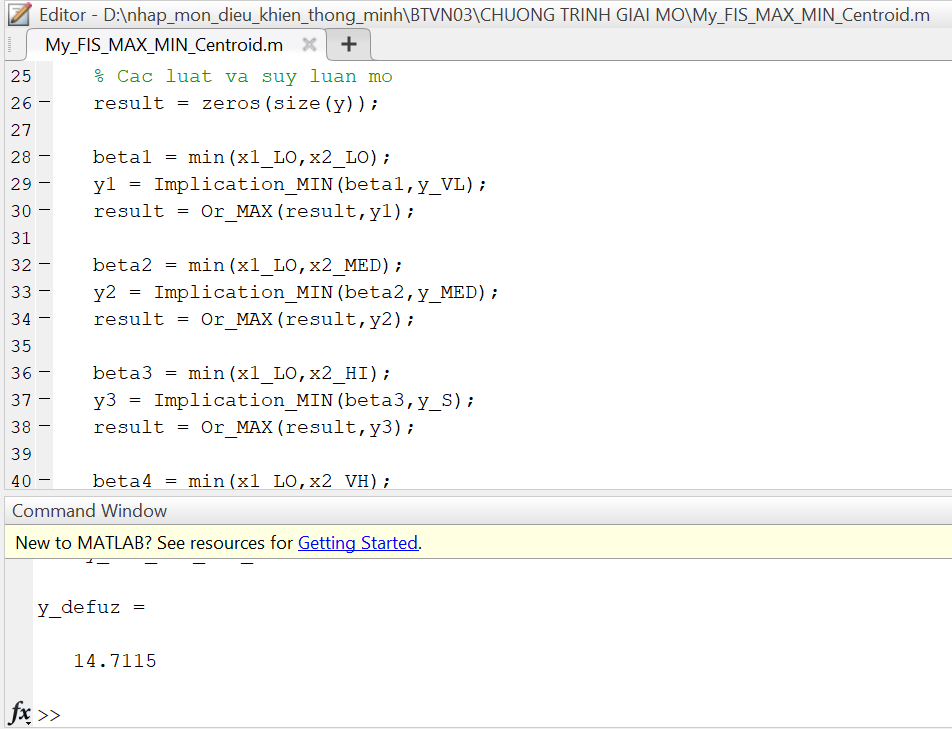 Editor - D:\nhap_mon_dieu_khien_thong_minh\BTVN03\CHUONG TRINH GIAI MO\My_FIS_MAX_MIN_Centroid.m
My_FIS_MAX_MIN_Centroid.m
25 % Cac luat va suy luan mo
26 result = zeros(size(y));
27
28 beta1 = min(x1_LO,x2_LO);
29 y1 = Implication_MIN(beta1,y_VL);
30 result = Or_MAX(result,y1);
31
32 beta2 = min(x1_LO,x2_MED);
33 y2 = Implication_MIN(beta2,y_MED);
34 result = Or_MAX(result,y2);
35
36 beta3 = min(x1_LO,x2_HI);
37 y3 = Implication_MIN(beta3,y_S);
38 result = Or_MAX(result,y3);
39
40 beta4 = min(x1_LO,x2_VH);
Command Window
New to MATLAB? See resources for Getting Started.
y_defuz =
14.7115
fx >>